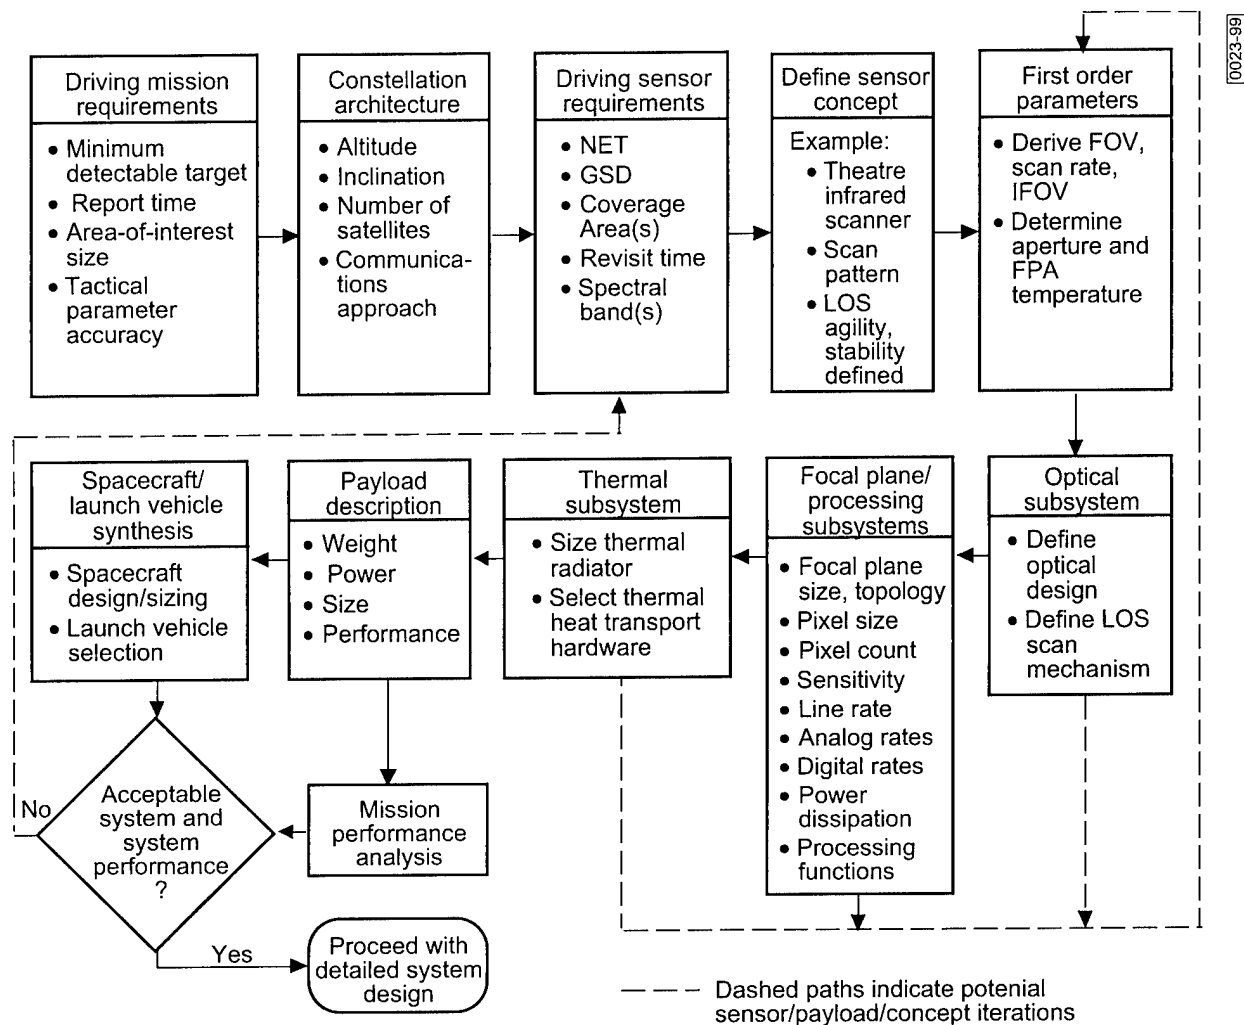 0023-99
Driving mission
requirements
• Minimum
detectable target
• Report time
• Area-of-interest
size
• Tactical
parameter
accuracy
Constellation
architecture
• Altitude
• Inclination
• Number of
satellites
• Communica-
tions
approach
Driving sensor
requirements
• NET
• GSD
• Coverage
Area(s)
• Revisit time
• Spectral
band(s)
Define sensor
concept
Example:
• Theatre
infrared
scanner
• Scan
pattern
• LOS
agility,
stability
defined
First order
parameters
• Derive FOV,
scan rate,
IFOV
• Determine
aperture and
FPA
temperature
Spacecraft/
launch vehicle
synthesis
• Spacecraft
design/sizing
• Launch vehicle
selection
Payload
description
• Weight
• Power
• Size
• Performance
Thermal
subsystem
• Size thermal
radiator
• Select thermal
heat transport
hardware
Focal plane/
processing
subsystems
• Focal plane
size, topology
• Pixel size
• Pixel count
• Sensitivity
• Line rate
• Analog rates
• Digital rates
• Power
dissipation
• Processing
functions
Optical
subsystem
• Define
optical
design
• Define LOS
scan
mechanism
No
Acceptable
system and
system
performance
?
Mission
performance
analysis
Yes
Proceed with
detailed system
design
Dashed paths indicate potenial
sensor/payload/concept iterations